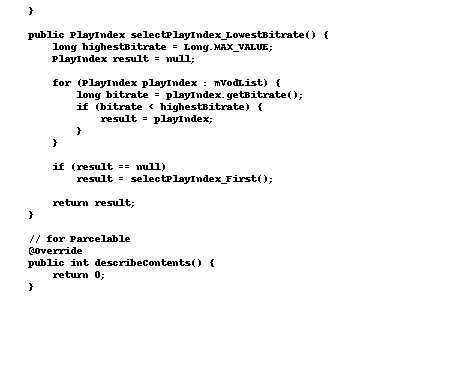 }

public PlayIndex selectPlayIndex_LowestBitrate() {
    long highestBitrate = Long.MAX_VALUE;
    PlayIndex result = null;

    for (PlayIndex playIndex : mVodList) {
        long bitrate = playIndex.getBitrate();
        if (bitrate < highestBitrate) {
            result = playIndex;
        }
    }

    if (result == null)
        result = selectPlayIndex_First();

    return result;
}

// for Parcelable
@Override
public int describeContents() {
    return 0;
}